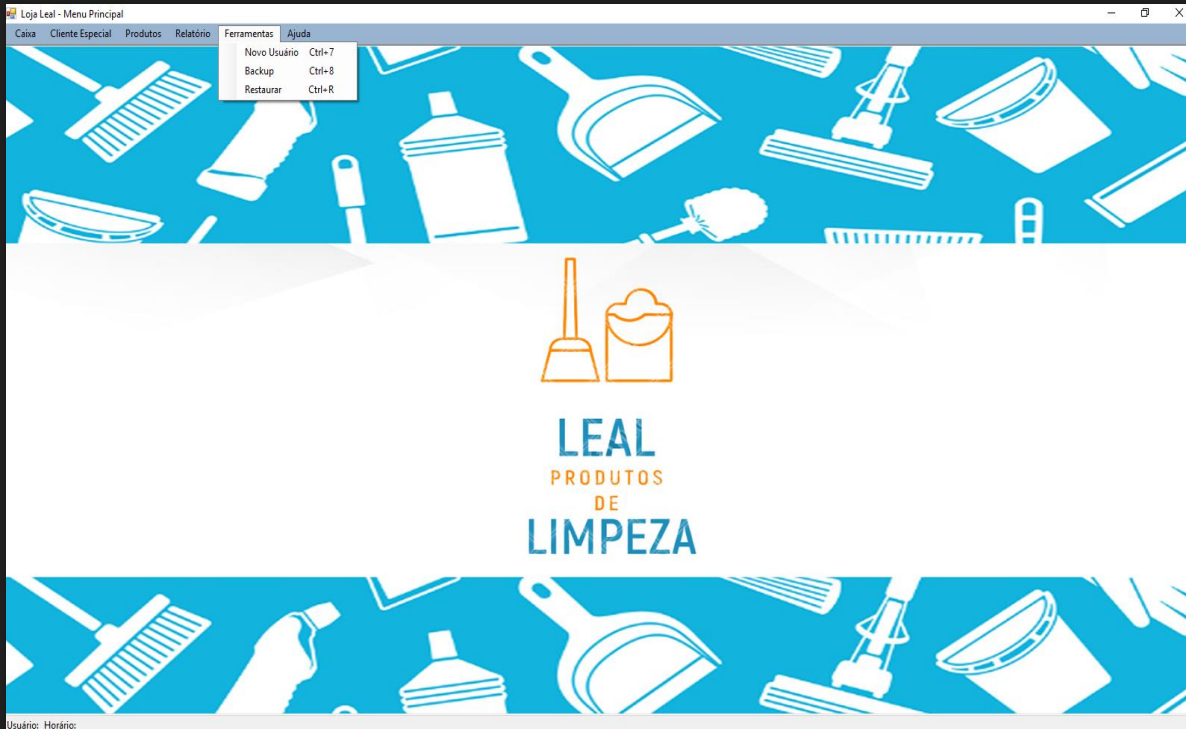 Loja Leal - Menu Principal
Caixa Cliente Especial Produtos Relatório Ferramentas Ajuda
Novo Usuário Ctrl+7
Backup Ctrl+8
Restaurar Ctrl+R
LEAL
PRODUTOS
DE
LIMPEZA
Usuário: Horário: